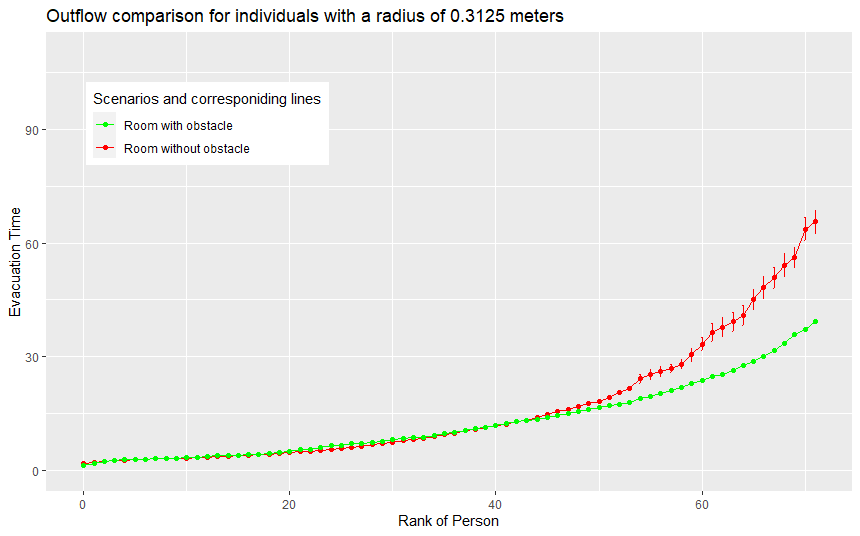 Outflow comparison for individuals with a radius of 0.3125 meters
Scenarios and corresponiding lines
Room with obstacle
Room without obstacle
90
60
30
0
Evacuation Time
0 20 40 60
Rank of Person